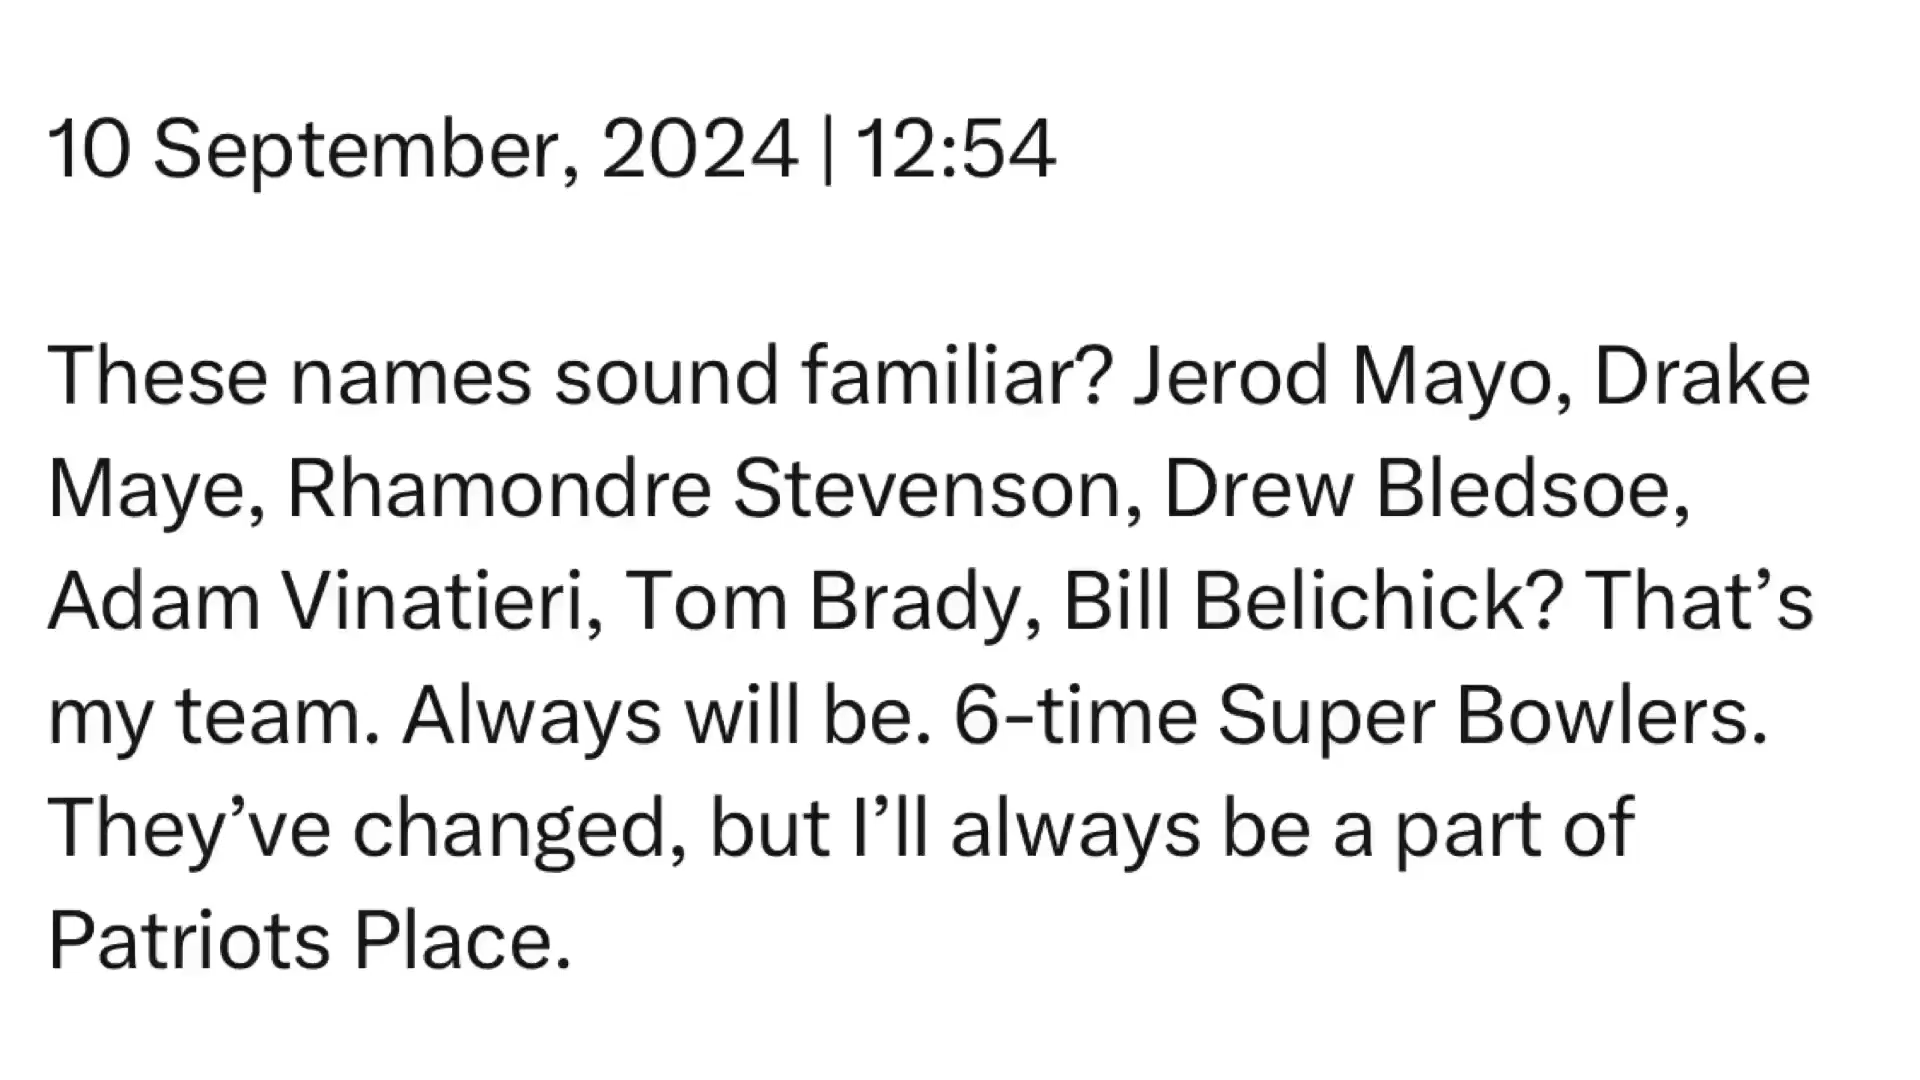 10 September, 2024 | 12:54
These names sound familiar? Jerod Mayo, Drake
Maye, Rhamondre Stevenson, Drew Bledsoe,
Adam Vinatieri, Tom Brady, Bill Belichick? That’s
my team. Always will be. 6-time Super Bowlers.
They’ve changed, but I’ll always be a part of
Patriots Place.